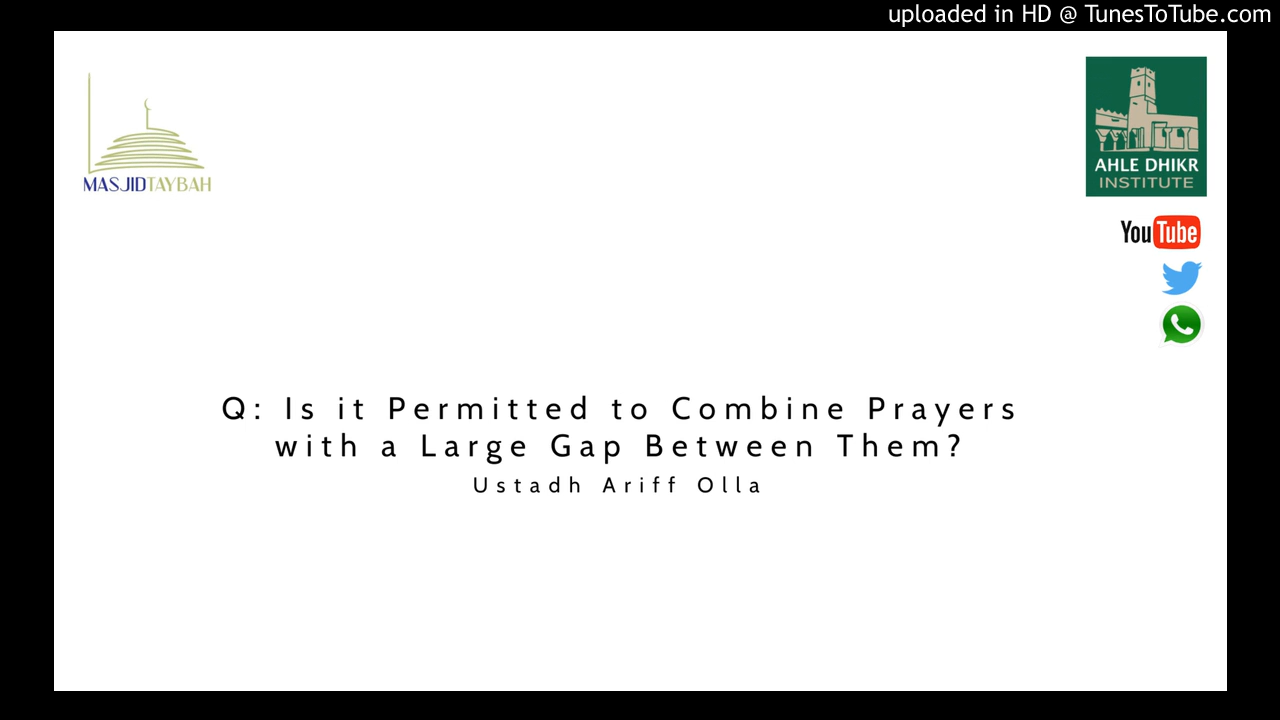 uploaded in HD @ TunesToTube.com
MASJIDTAYBAH
AHLE DHIKR
INSTITUTE
YouTube
Q: Is it Permitted to Combine Prayers
with a Large Gap Between Them?
Ustadh Ariff Olla